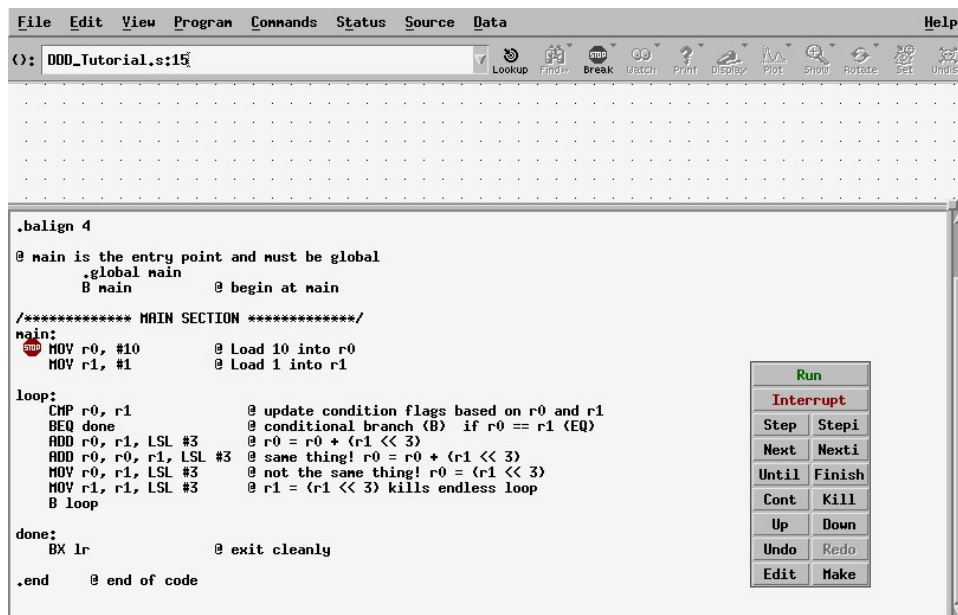 File Edit View Program Commands Status Source Data Help
(): DDD_Tutorial.s:15 Lookup Find>> Break Watch Print Display Plot Show Rotate Set Undis
.balign 4
@ main is the entry point and must be global
.global main
B main @ begin at main
/************* MAIN SECTION *************/
main:
STOP MOV r0, #10 @ Load 10 into r0
MOV r1, #1 @ Load 1 into r1
loop:
CMP r0, r1 @ update condition flags based on r0 and r1
BEQ done @ conditional branch (B) if r0 == r1 (EQ)
ADD r0, r1, LSL #3 @ r0 = r0 + (r1 << 3)
ADD r0, r0, r1, LSL #3 @ same thing! r0 = r0 + (r1 << 3)
MOV r0, r1, LSL #3 @ not the same thing! r0 = (r1 << 3)
MOV r1, r1, LSL #3 @ r1 = (r1 << 3) kills endless loop
B loop
done:
BX lr @ exit cleanly
.end @ end of code
Run
Interrupt
Step Stepi
Next Nexti
Until Finish
Cont Kill
Up Down
Undo Redo
Edit Make